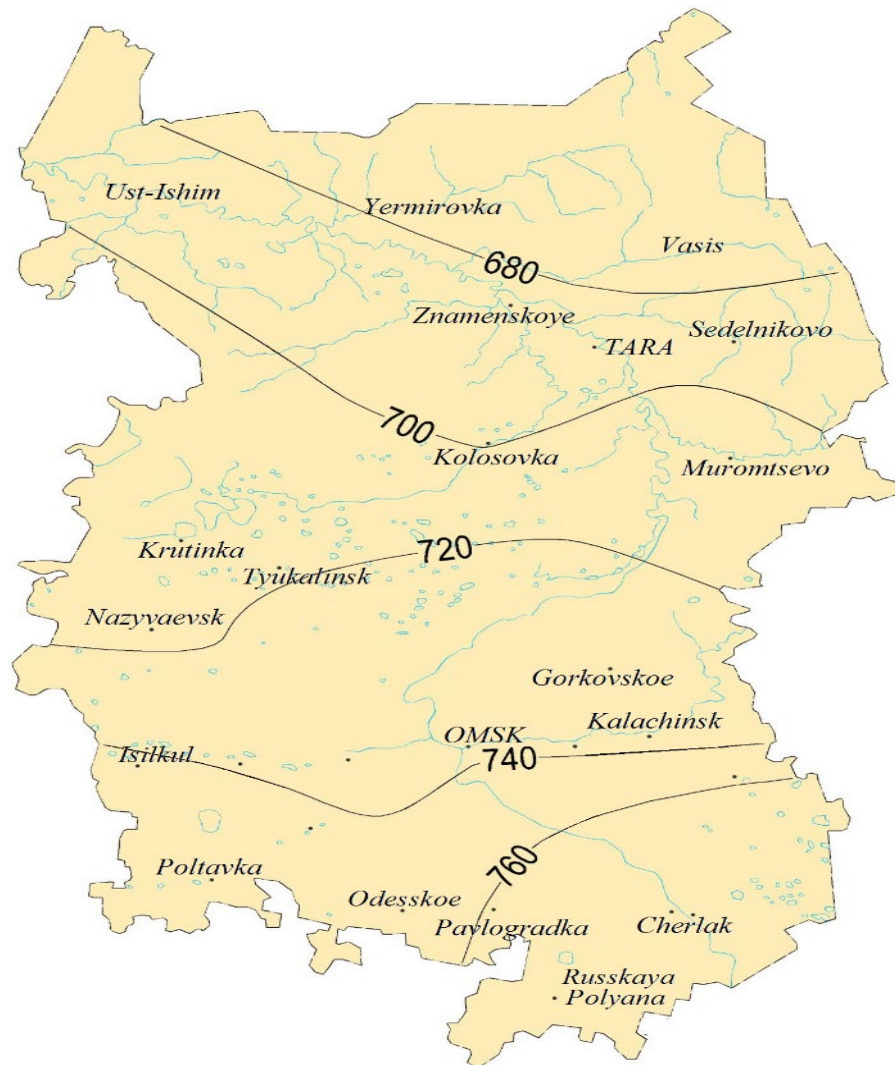 Ust-Ishim
Yermirovka
Vasis
680
Znamenskoye
Sedelnikovo
TARA
700
Kolosovka
Muromtsevo
Krutinka
720
Tyukalinsk
Nazyvaevsk
Gorkovskoe
Kalachinsk
OMSK
Isilkul
740
Poltavka
760
Odesskoe
Pavlogradka
Cherlak
Russkaya
Polyana